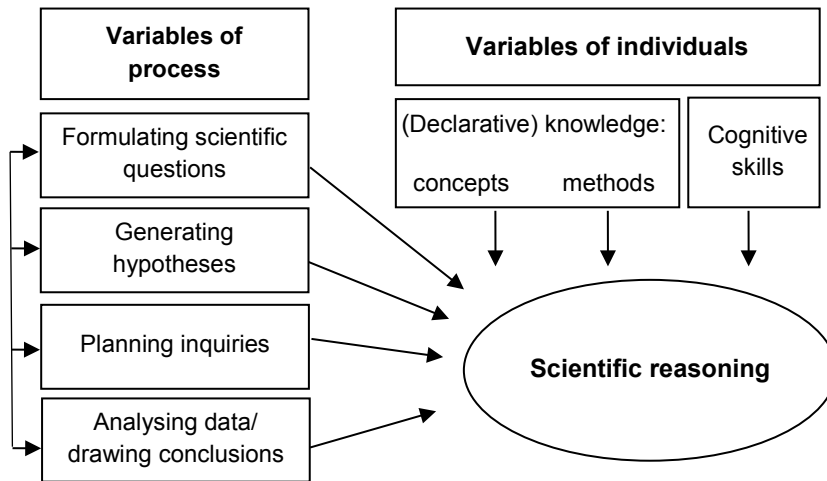 Variables of
process
Formulating scientific
questions
Generating
hypotheses
Planning inquiries
Analysing data/
drawing conclusions
Variables of individuals
(Declarative) knowledge:
concepts methods
Cognitive
skills
Scientific reasoning